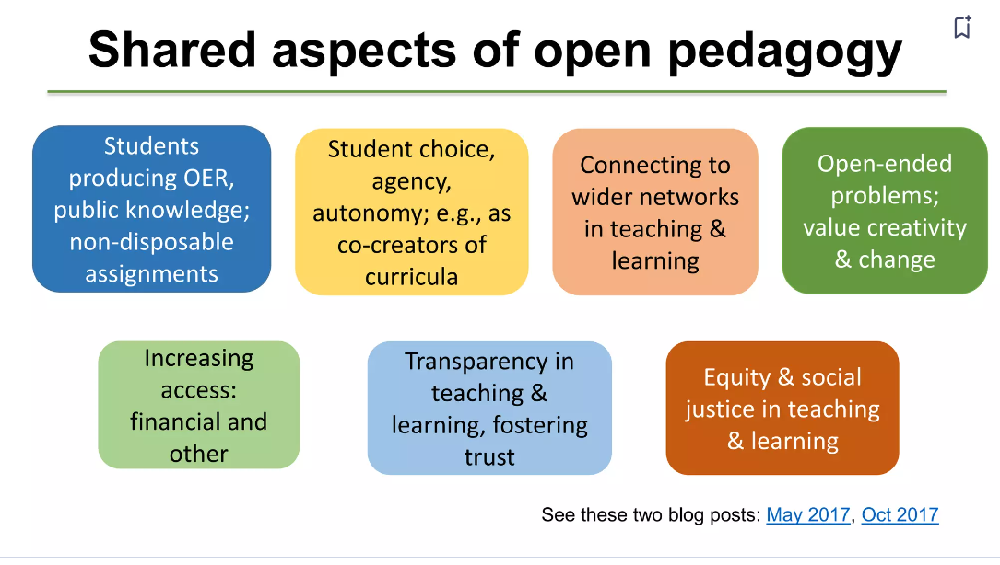 Shared aspects of open pedagogy
Students
producing OER,
public knowledge;
non-disposable
assignments
Student choice,
agency,
autonomy; e.g., as
co-creators of
curricula
Connecting to
wider networks
in teaching &
learning
Open-ended
problems;
value creativity
& change
Increasing
access:
financial and
other
Transparency in
teaching &
learning, fostering
trust
Equity & social
justice in teaching
& learning
See these two blog posts: May 2017, Oct 2017